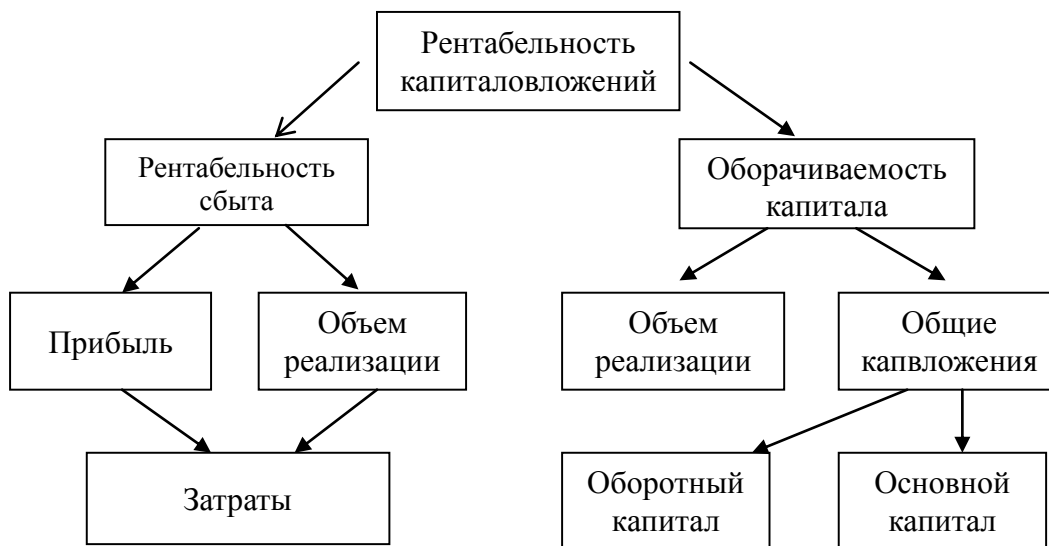 Рентабельность
капиталовложений
Рентабельность
сбыта
Оборачиваемость
капитала
Прибыль
Объем
реализации
Объем
реализации
Общие
капвложения
Затраты
Оборотный
капитал
Основной
капитал